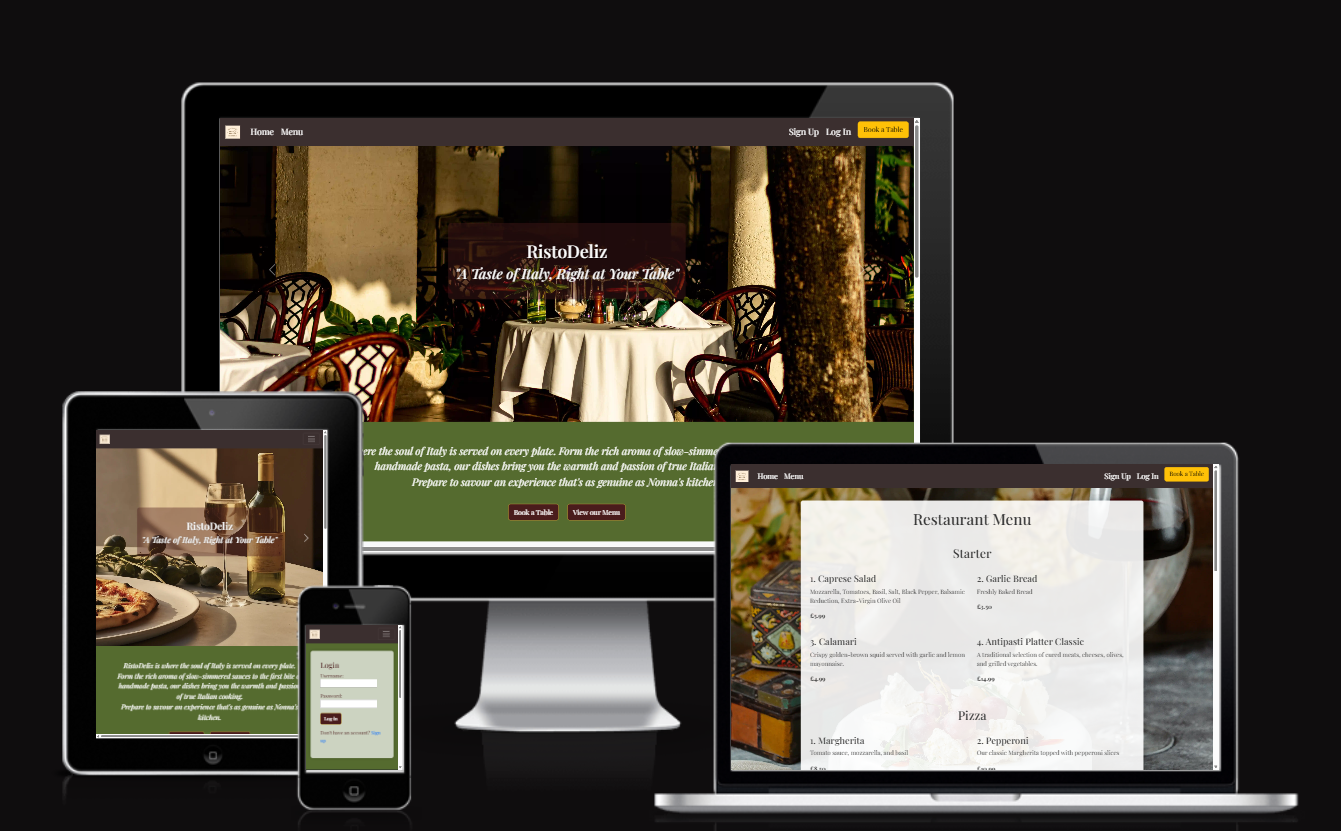 Home Menu
Sign Up Log In Book a Table
RistoDeliz
"A Taste of Italy, Right at Your Table"
ere the soul of Italy is served on every plate. Form the rich aroma of slow-simme
handmade pasta, our dishes bring you the warmth and passion of true Italia
Prepare to savour an experience that's as genuine as Nonna's kitche
Book a Table View our Menu
RistoDeliz
"A Taste of Italy, Right at Your Table"
RistoDeliz is where the soul of Italy is served on every plate.
Form the rich aroma of slow-simmered sauces to the first bite
handmade pasta, our dishes bring you the warmth and passion
of true Italian cooking.
Prepare to savour an experience that's as genuine as Nonna's
kitchen.
Login
Username:
Password:
Log In
Don't have an account? Sign
up
Home Menu
Sign Up Log In Book a Table
Restaurant Menu
Starter
1. Caprese Salad
Mozzarella, Tomatoes, Basil, Salt, Black Pepper, Balsamic
Reduction, Extra-Virgin Olive Oil
£5.99
2. Garlic Bread
Freshly Baked Bread
£3.50
3. Calamari
Crispy golden-brown squid served with garlic and lemon
mayonnaise.
£4.99
4. Antipasti Platter Classic
A traditional selection of cured meats, cheeses, olives,
and grilled vegetables.
£14.99
Pizza
1. Margherita
Tomato sauce, mozzarella, and basil
2. Pepperoni
Our classic Margherita topped with pepperoni slices